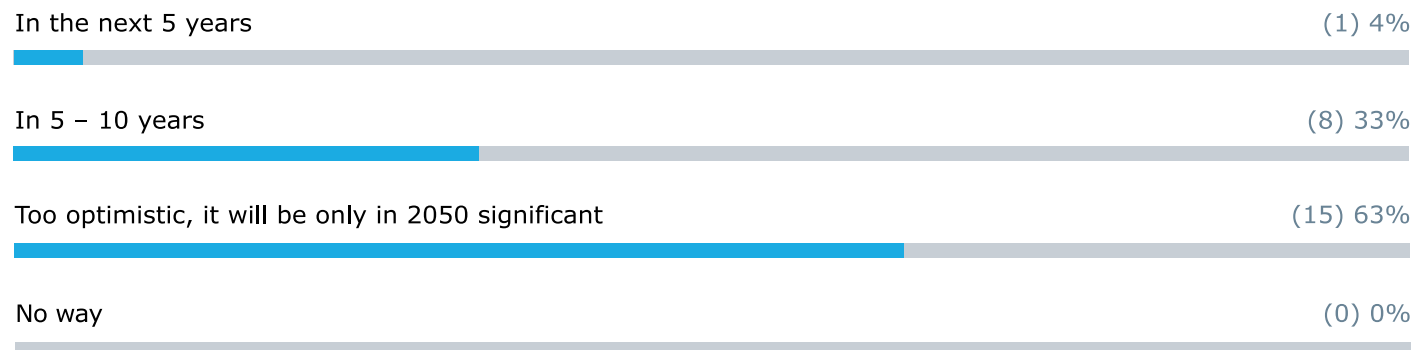 In the next 5 years (1) 4%
In 5 – 10 years (8) 33%
Too optimistic, it will be only in 2050 significant (15) 63%
No way (0) 0%